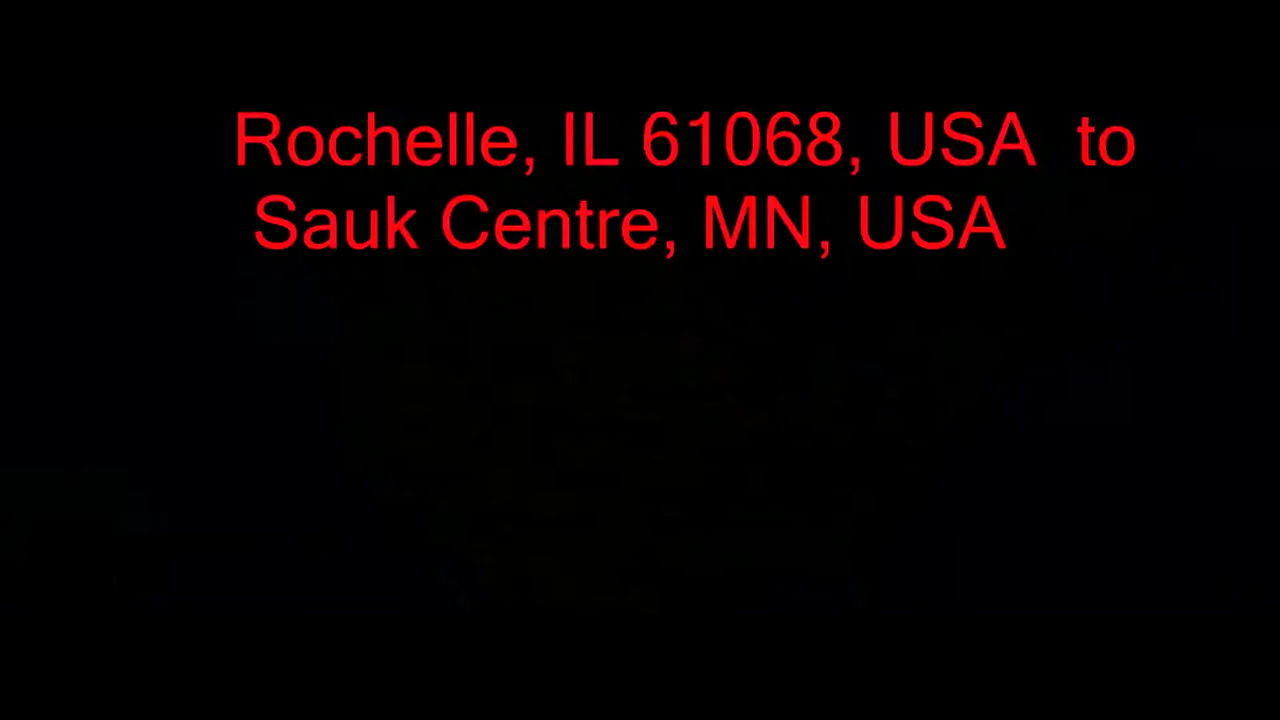 Rochelle, IL 61068, USA  to
Sauk Centre, MN, USA